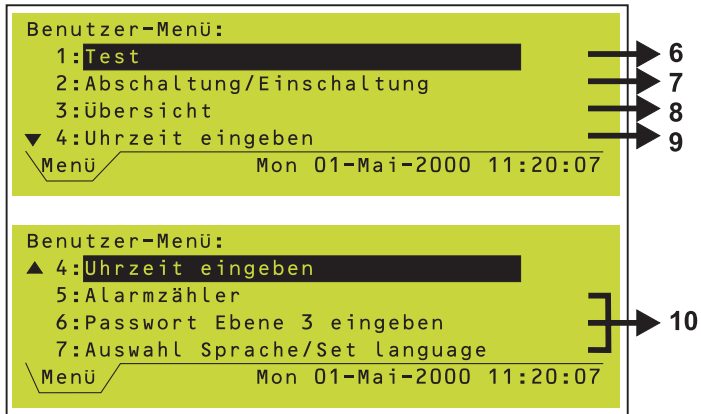 Benutzer-Menü:
1:Test
2:Abschaltung/Einschaltung
3:Übersicht
▼ 4:Uhrzeit eingeben
Menü Mon 01-Mai-2000 11:20:07
6
7
8
9
Benutzer-Menü:
▲ 4:Uhrzeit eingeben
5:Alarmzähler
6:Passwort Ebene 3 eingeben
7:Auswahl Sprache/Set language
Menü Mon 01-Mai-2000 11:20:07
10